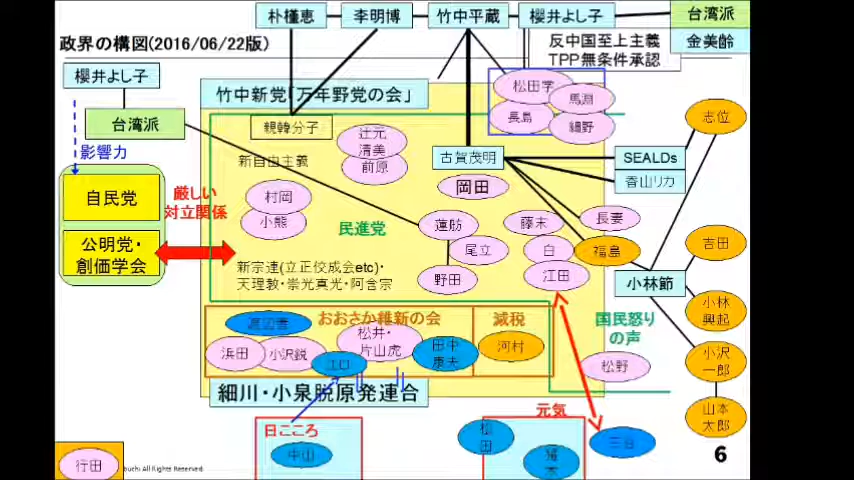 朴槿恵
李明博
竹中平蔵
櫻井よし子
台湾派
政界の構図(2016/06/22版)
反中国至上主義
TPP無条件承認
金美齢
櫻井よし子
竹中新党「万年野党の会」
松田学
馬淵
長島
細野
志位
台湾派
親韓分子
辻元
清美
前原
影響力
新自由主義
古賀茂明
SEALDs
香山リカ
岡田
自民党
厳しい
対立関係
村岡
小熊
民進党
蓮舫
藤末
長妻
尾立
白
福島
吉田
公明党・
創価学会
新宗連(立正佼成会etc)・
天理教・崇光真光・阿含宗
野田
江田
小林節
小林
興起
おおさか維新の会
減税
国民怒り
の声
渡辺喜
松井・
片山虎
浜田
小沢鋭
江口
田中
康夫
河村
松野
小沢
一郎
細川・小泉脱原発連合
山本
太郎
日こころ
中山
元気
松
田
三谷
行田
All Rights Reserved
6